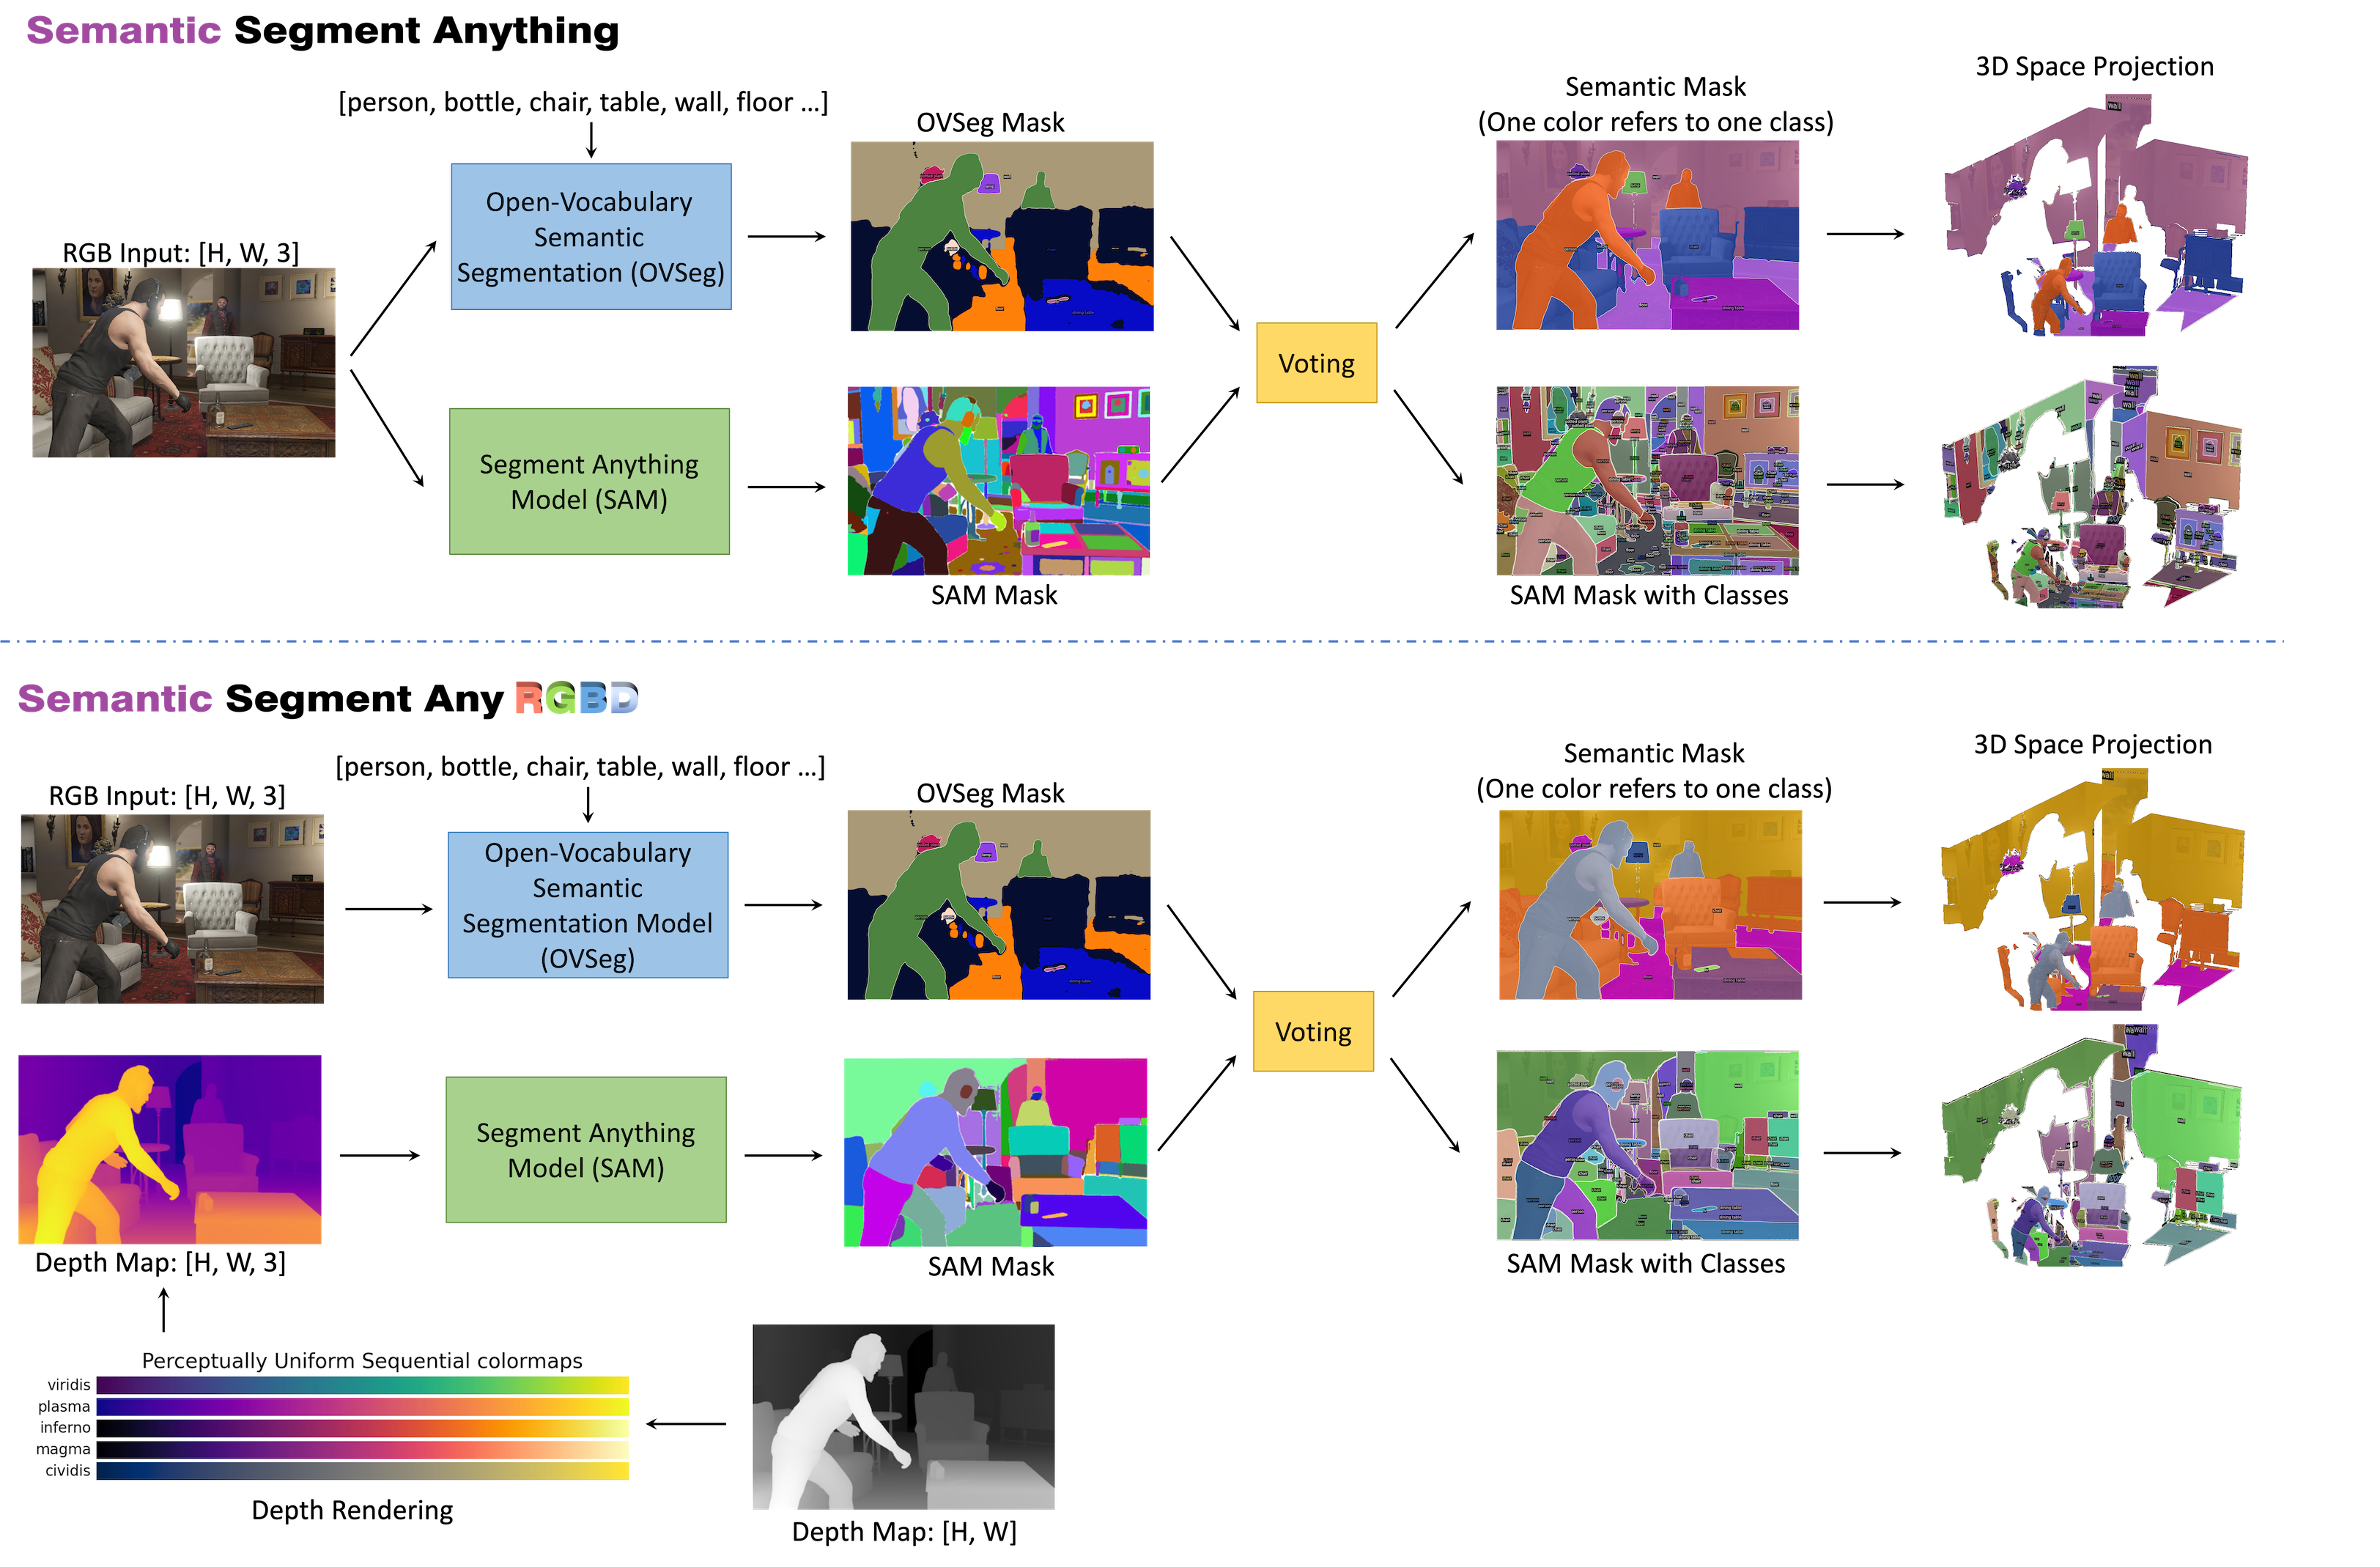 Semantic Segment Anything
[person, bottle, chair, table, wall, floor ...]
RGB Input: [H, W, 3]
Open-Vocabulary
Semantic
Segmentation (OVSeg)
Segment Anything
Model (SAM)
OVSeg Mask
SAM Mask
Voting
Semantic Mask
(One color refers to one class)
SAM Mask with Classes
3D Space Projection
wall
Semantic Segment Any RGBD
[person, bottle, chair, table, wall, floor ...]
RGB Input: [H, W, 3]
Open-Vocabulary
Semantic
Segmentation Model
(OVSeg)
OVSeg Mask
Depth Map: [H, W, 3]
Segment Anything
Model (SAM)
SAM Mask
Voting
Semantic Mask
(One color refers to one class)
SAM Mask with Classes
3D Space Projection
wall
Perceptually Uniform Sequential colormaps
viridis
plasma
inferno
magma
cividis
Depth Rendering
Depth Map: [H, W]